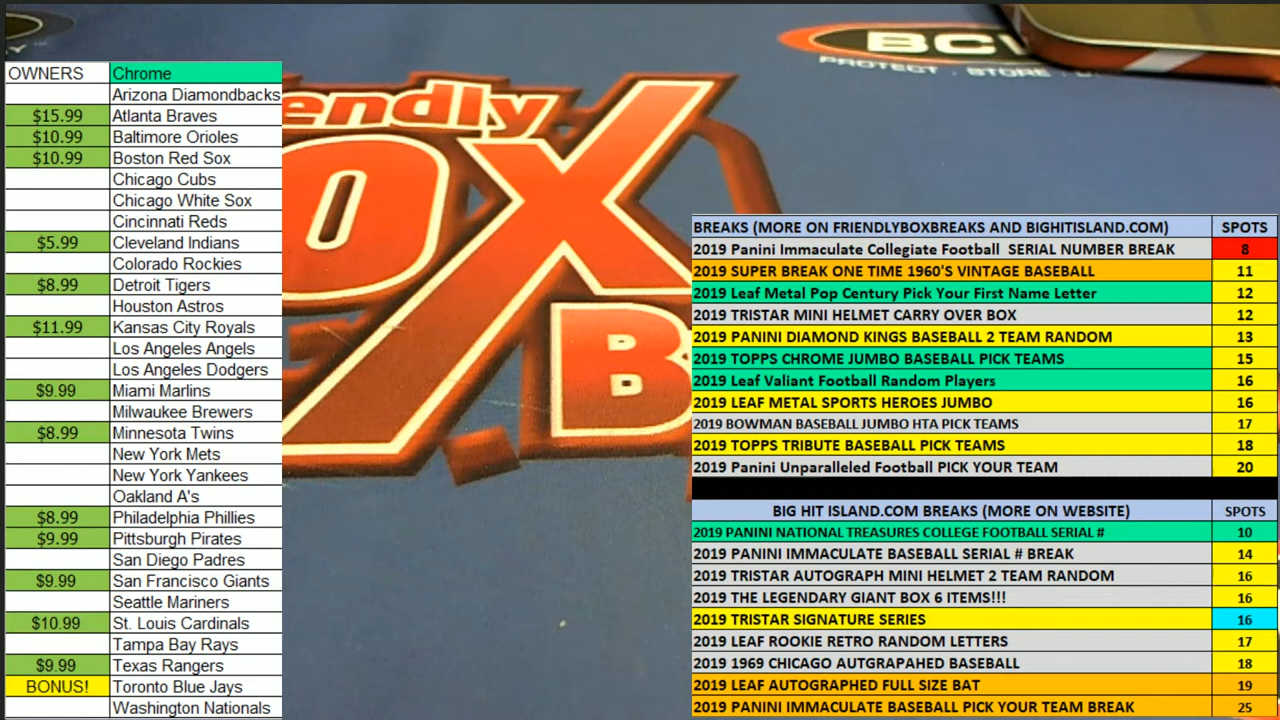 OWNERS Chrome
Arizona Diamondbacks
$15.99 Atlanta Braves
$10.99 Baltimore Orioles
$10.99 Boston Red Sox
Chicago Cubs
Chicago White Sox
Cincinnati Reds
$5.99 Cleveland Indians
Colorado Rockies
$8.99 Detroit Tigers
Houston Astros
$11.99 Kansas City Royals
Los Angeles Angels
Los Angeles Dodgers
$9.99 Miami Marlins
Milwaukee Brewers
$8.99 Minnesota Twins
New York Mets
New York Yankees
Oakland A's
$8.99 Philadelphia Phillies
$9.99 Pittsburgh Pirates
San Diego Padres
$9.99 San Francisco Giants
Seattle Mariners
$10.99 St. Louis Cardinals
Tampa Bay Rays
$9.99 Texas Rangers
BONUS! Toronto Blue Jays
Washington Nationals
endly
OX
B
BCW
PROTECT . STORE .
BREAKS (MORE ON FRIENDLYBOXBREAKS AND BIGHITISLAND.COM) SPOTS
2019 Panini Immaculate Collegiate Football SERIAL NUMBER BREAK 8
2019 SUPER BREAK ONE TIME 1960'S VINTAGE BASEBALL 11
2019 Leaf Metal Pop Century Pick Your First Name Letter 12
2019 TRISTAR MINI HELMET CARRY OVER BOX 12
2019 PANINI DIAMOND KINGS BASEBALL 2 TEAM RANDOM 13
2019 TOPPS CHROME JUMBO BASEBALL PICK TEAMS 15
2019 Leaf Valiant Football Random Players 16
2019 LEAF METAL SPORTS HEROES JUMBO 16
2019 BOWMAN BASEBALL JUMBO HTA PICK TEAMS 17
2019 TOPPS TRIBUTE BASEBALL PICK TEAMS 18
2019 Panini Unparalleled Football PICK YOUR TEAM 20
BIG HIT ISLAND.COM BREAKS (MORE ON WEBSITE) SPOTS
2019 PANINI NATIONAL TREASURES COLLEGE FOOTBALL SERIAL # 10
2019 PANINI IMMACULATE BASEBALL SERIAL # BREAK 14
2019 TRISTAR AUTOGRAPH MINI HELMET 2 TEAM RANDOM 16
2019 THE LEGENDARY GIANT BOX 6 ITEMS!!! 16
2019 TRISTAR SIGNATURE SERIES 16
2019 LEAF ROOKIE RETRO RANDOM LETTERS 17
2019 1969 CHICAGO AUTGRAPAHED BASEBALL 18
2019 LEAF AUTOGRAPHED FULL SIZE BAT 19
2019 PANINI IMMACULATE BASEBALL PICK YOUR TEAM BREAK 25